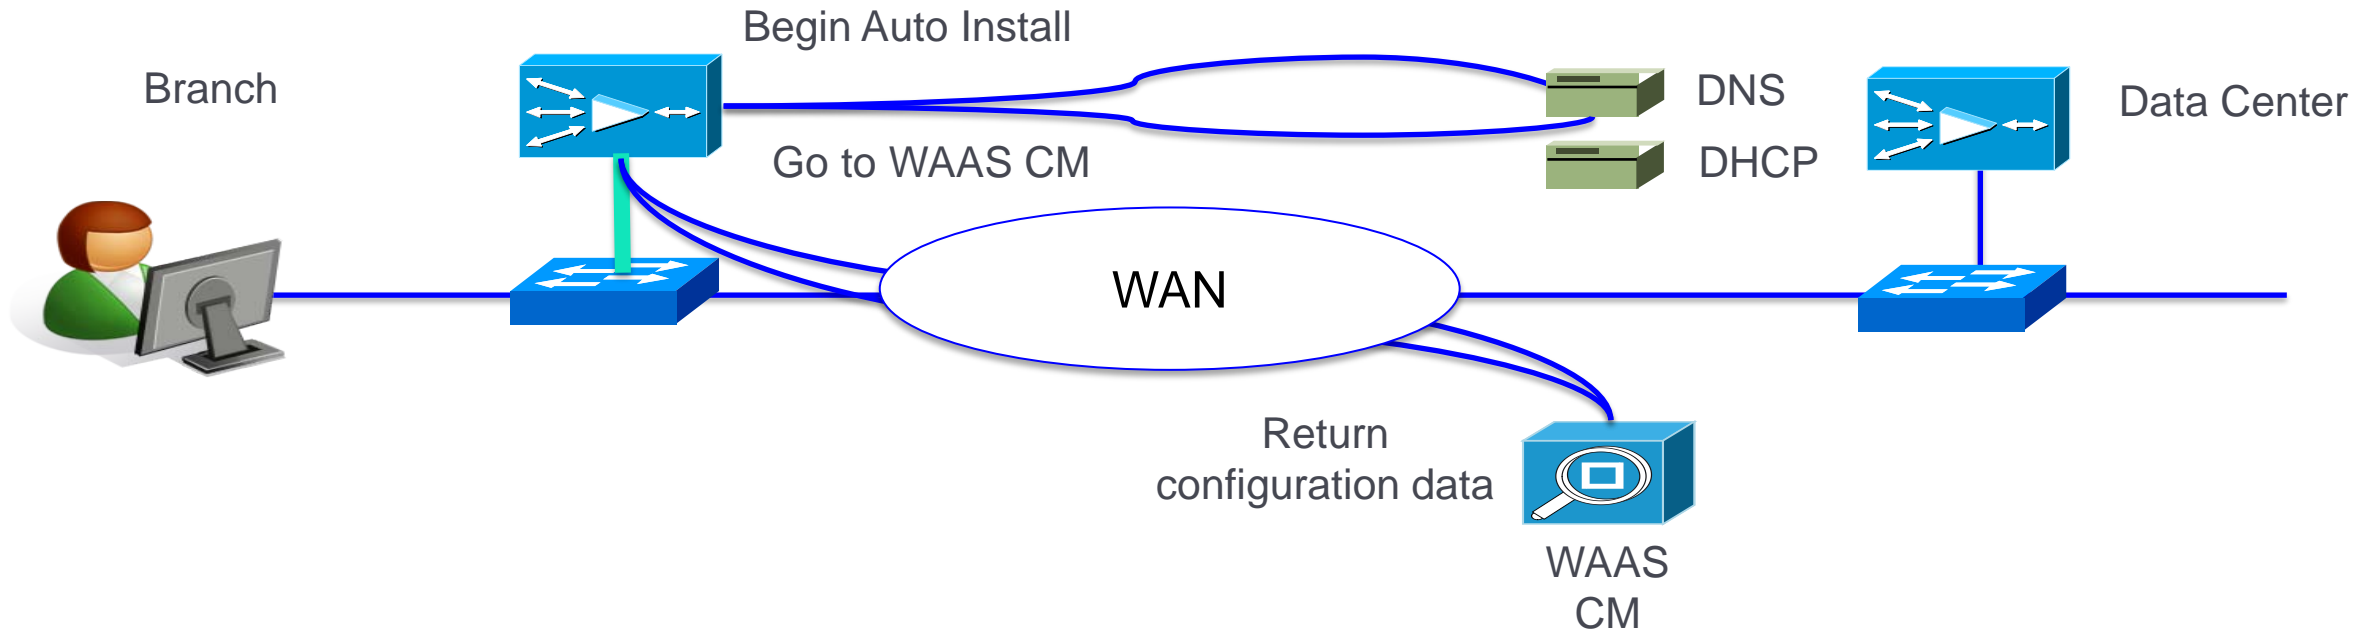 Begin Auto Install
Branch
DNS
Data Center
Go to WAAS CM
DHCP
WAN
Return
configuration data
WAAS
CM